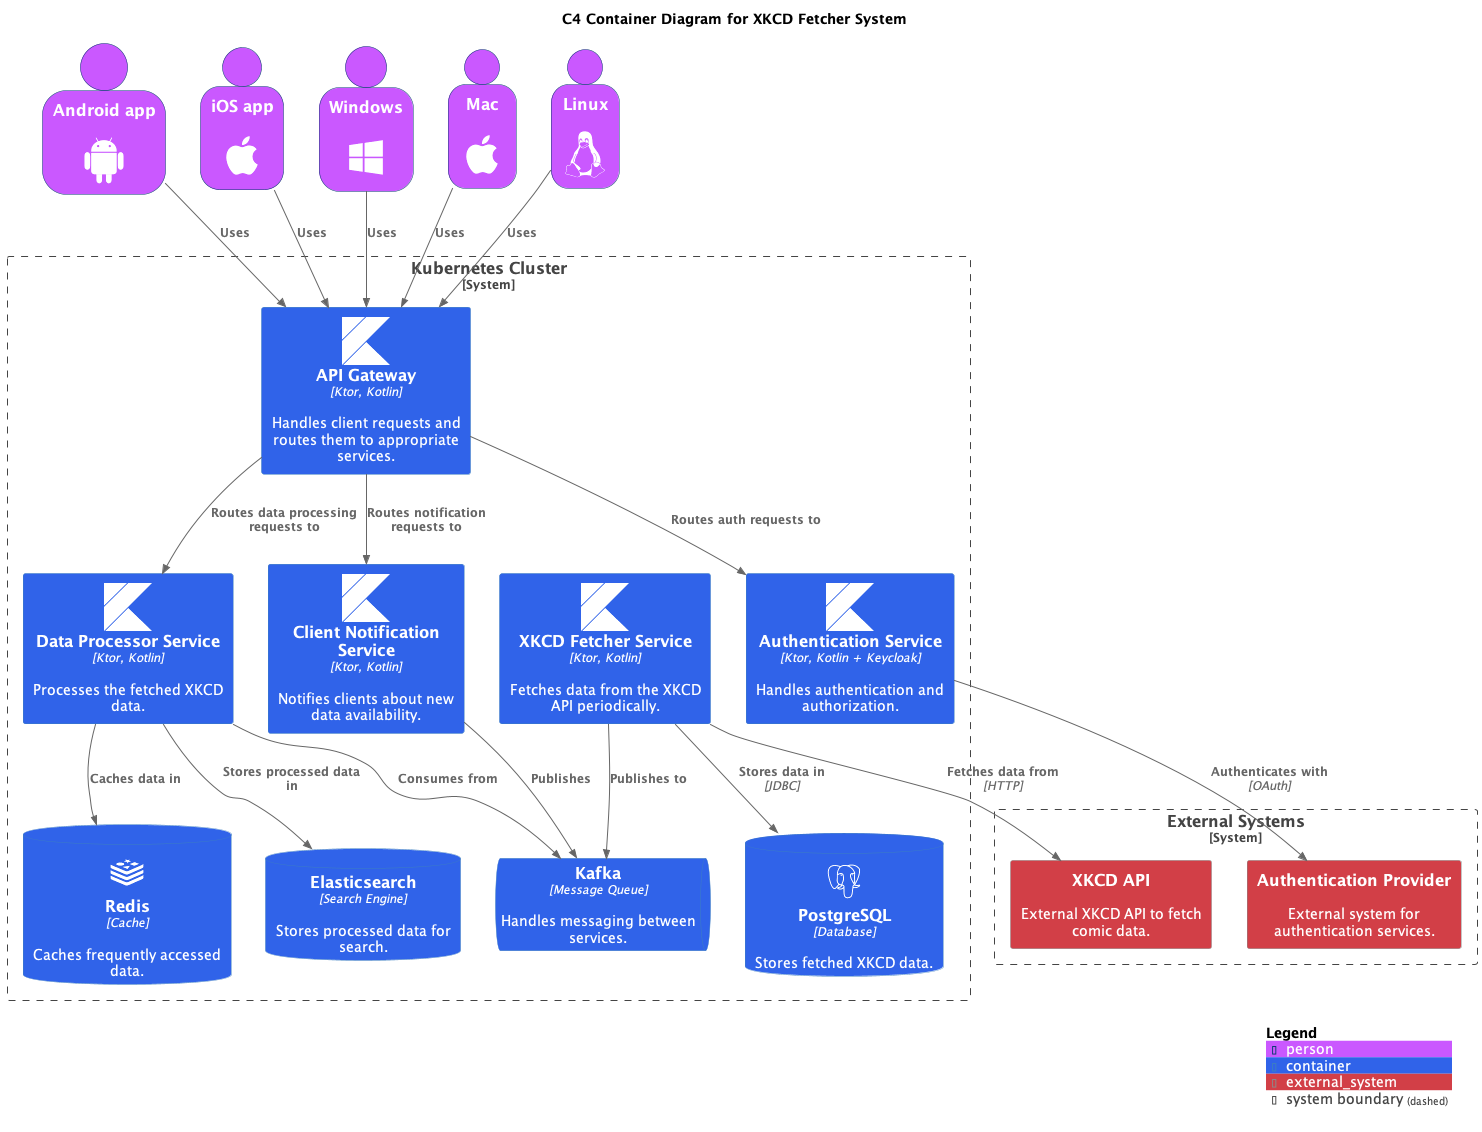 C4 Container Diagram for XKCD Fetcher System
Android app
iOS app
Windows
Mac
Linux
Uses
Uses
Uses
Uses
Uses
Kubernetes Cluster
[System]
API Gateway
[Ktor, Kotlin]
Handles client requests and
routes them to appropriate
services.
Routes data processing
requests to
Routes notification
requests to
Routes auth requests to
Data Processor Service
[Ktor, Kotlin]
Processes the fetched XKCD
data.
Client Notification
Service
[Ktor, Kotlin]
Notifies clients about new
data availability.
XKCD Fetcher Service
[Ktor, Kotlin]
Fetches data from the XKCD
API periodically.
Authentication Service
[Ktor, Kotlin + Keycloak]
Handles authentication and
authorization.
Caches data in
Stores processed data
in
Consumes from
Publishes
Publishes to
Stores data in
[JDBC]
Fetches data from
[HTTP]
Authenticates with
[OAuth]
Redis
[Cache]
Caches frequently accessed
data.
Elasticsearch
[Search Engine]
Stores processed data for
search.
Kafka
[Message Queue]
Handles messaging between
services.
PostgreSQL
[Database]
Stores fetched XKCD data.
External Systems
[System]
XKCD API
External XKCD API to fetch
comic data.
Authentication Provider
External system for
authentication services.
Legend
person
container
external_system
system boundary (dashed)